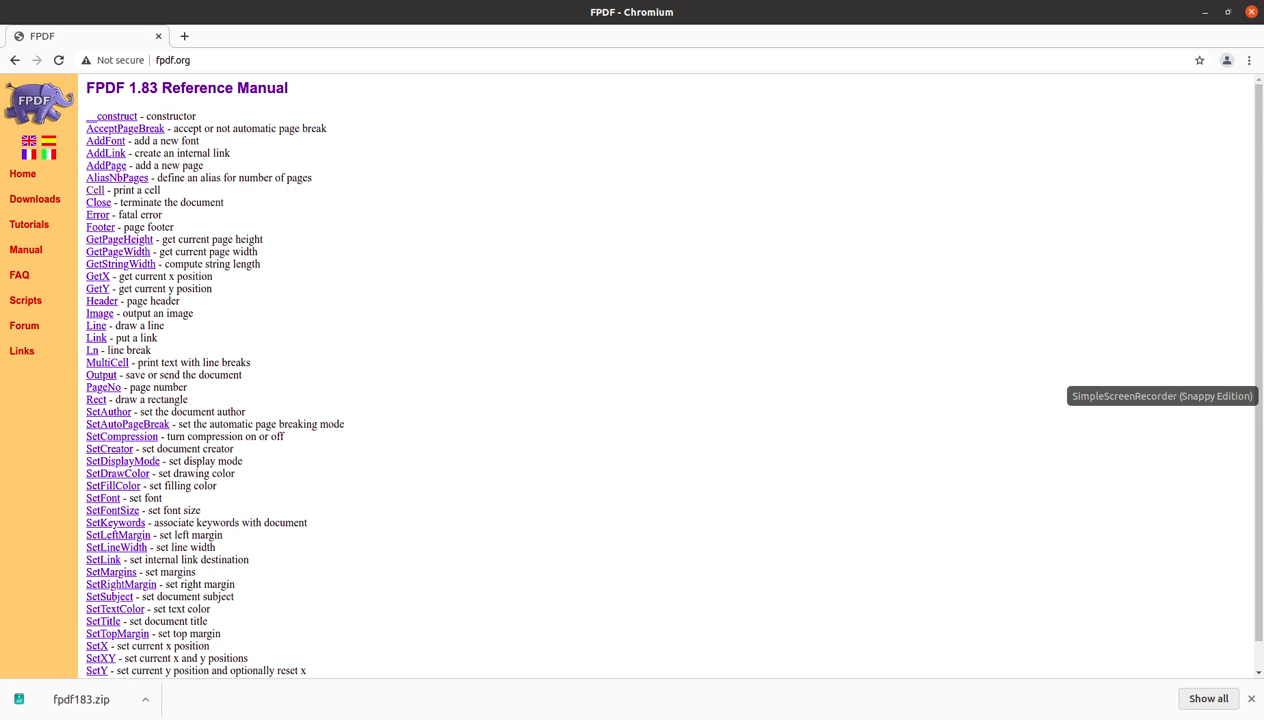 FPDF - Chromium
FPDF
Not secure
fpdf.org
FPDF
Home
Downloads
Tutorials
Manual
FAQ
Scripts
Forum
Links
FPDF 1.83 Reference Manual
__construct - constructor
AcceptPageBreak - accept or not automatic page break
AddFont - add a new font
AddLink - create an internal link
AddPage - add a new page
AliasNbPages - define an alias for number of pages
Cell - print a cell
Close - terminate the document
Error - fatal error
Footer - page footer
GetPageHeight - get current page height
GetPageWidth - get current page width
GetStringWidth - compute string length
GetX - get current x position
GetY - get current y position
Header - page header
Image - output an image
Line - draw a line
Link - put a link
Ln - line break
MultiCell - print text with line breaks
Output - save or send the document
PageNo - page number
Rect - draw a rectangle
SetAuthor - set the document author
SetAutoPageBreak - set the automatic page breaking mode
SetCompression - turn compression on or off
SetCreator - set document creator
SetDisplayMode - set display mode
SetDrawColor - set drawing color
SetFillColor - set filling color
SetFont - set font
SetFontSize - set font size
SetKeywords - associate keywords with document
SetLeftMargin - set left margin
SetLineWidth - set line width
SetLink - set internal link destination
SetMargins - set margins
SetRightMargin - set right margin
SetSubject - set document subject
SetTextColor - set text color
SetTitle - set document title
SetTopMargin - set top margin
SetX - set current x position
SetXY - set current x and y positions
SetY - set current y position and optionally reset x
SimpleScreenRecorder (Snappy Edition)
fpdf183.zip
Show all